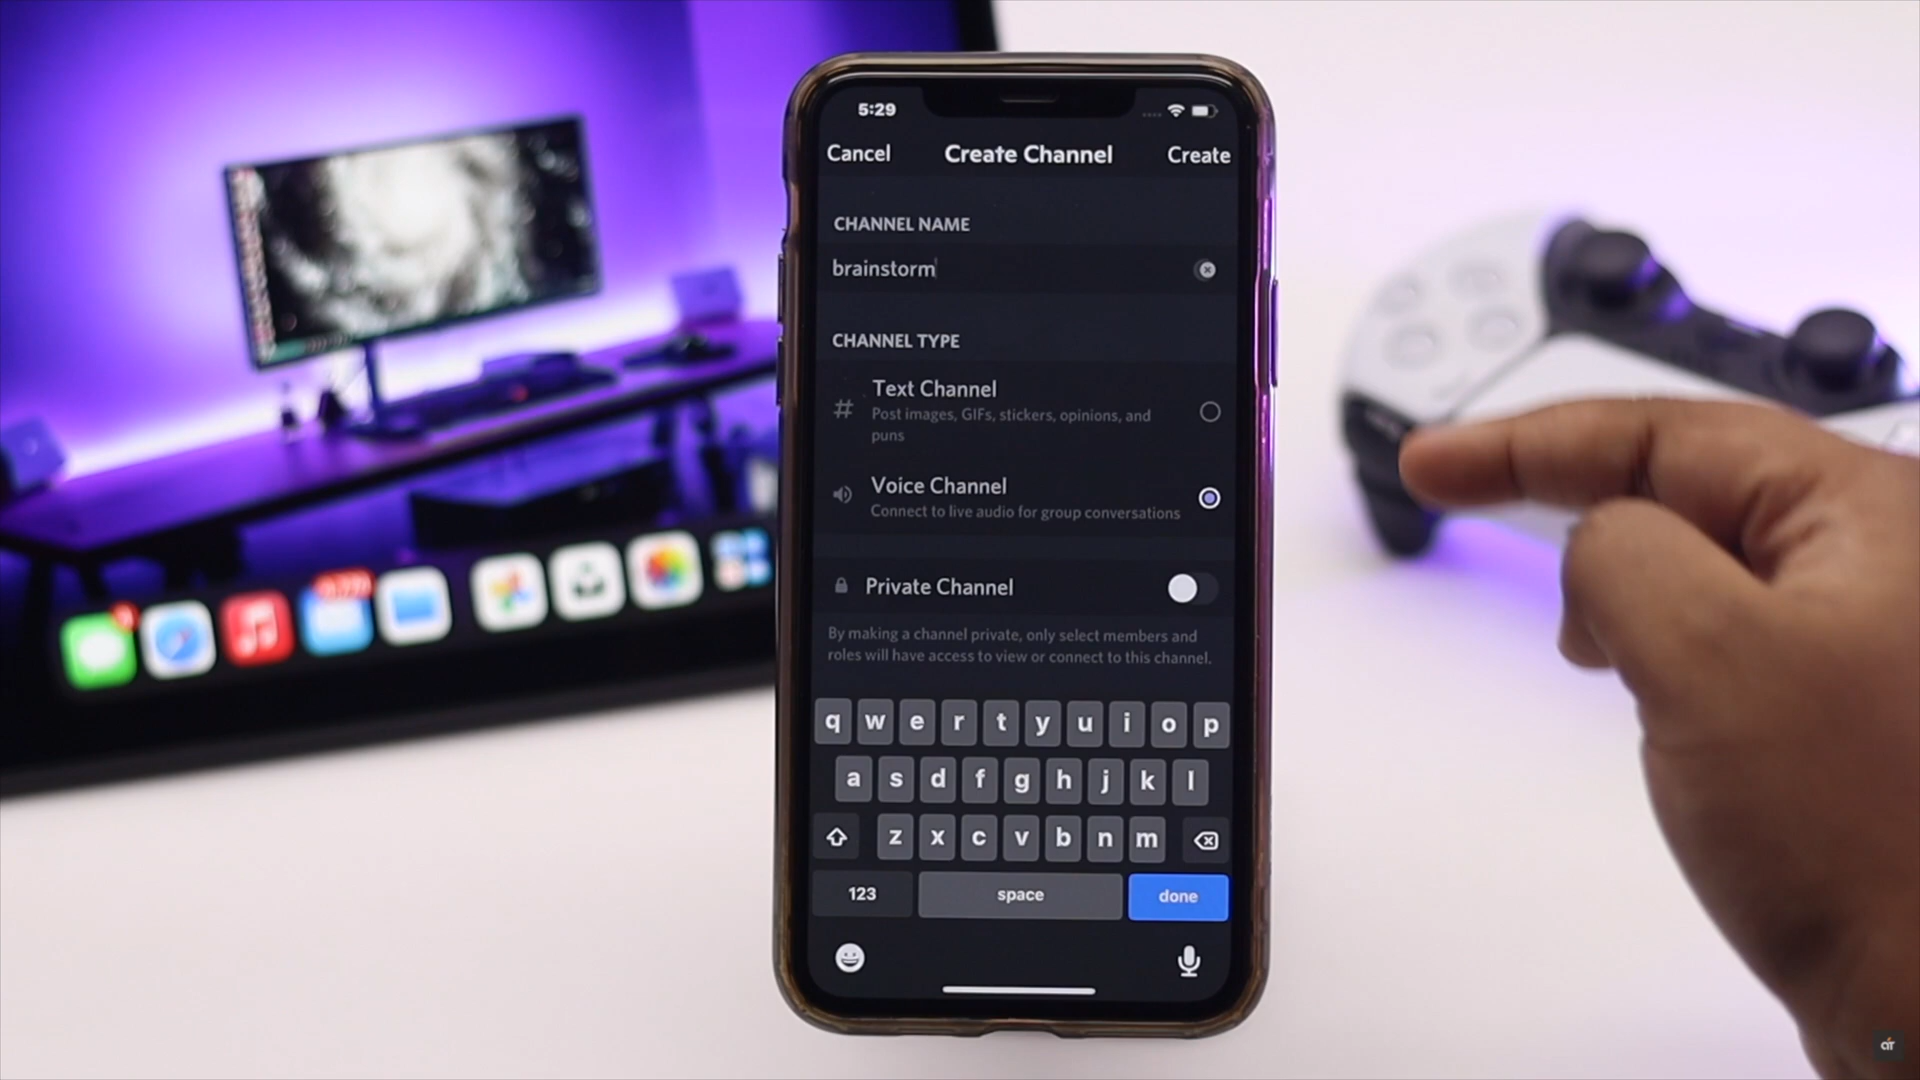 5:29
Cancel Create Channel Create
CHANNEL NAME
brainstorm
CHANNEL TYPE
Text Channel
Post images, GIFs, stickers, opinions, and
puns
Voice Channel
Connect to live audio for group conversations
Private Channel
By making a channel private, only select members and
roles will have access to view or connect to this channel.
q w e r t y u i o p
a s d f g h j k l
z x c v b n m
123 space done